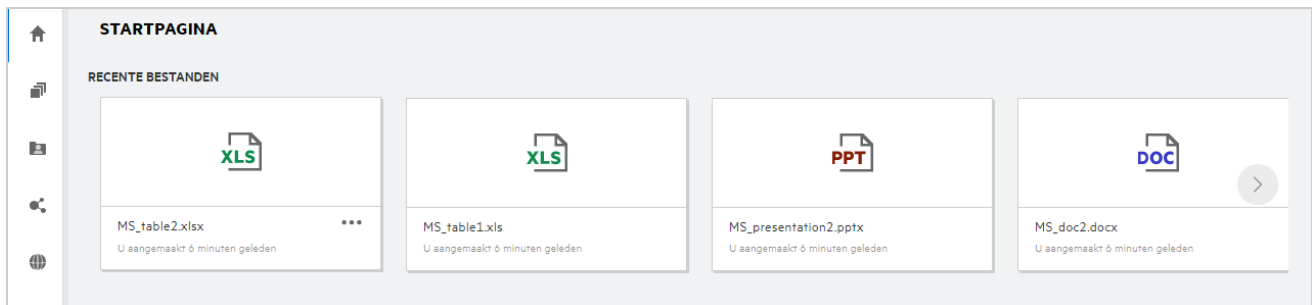 STARTPAGINA
RECENTE BESTANDEN
XLS
XLS
PPT
DOC
MS_table2.xlsx
MS_table1.xls
MS_presentation2.pptx
MS_doc2.docx
U aangemaakt 6 minuten geleden
U aangemaakt 6 minuten geleden
U aangemaakt 6 minuten geleden
U aangemaakt 6 minuten geleden